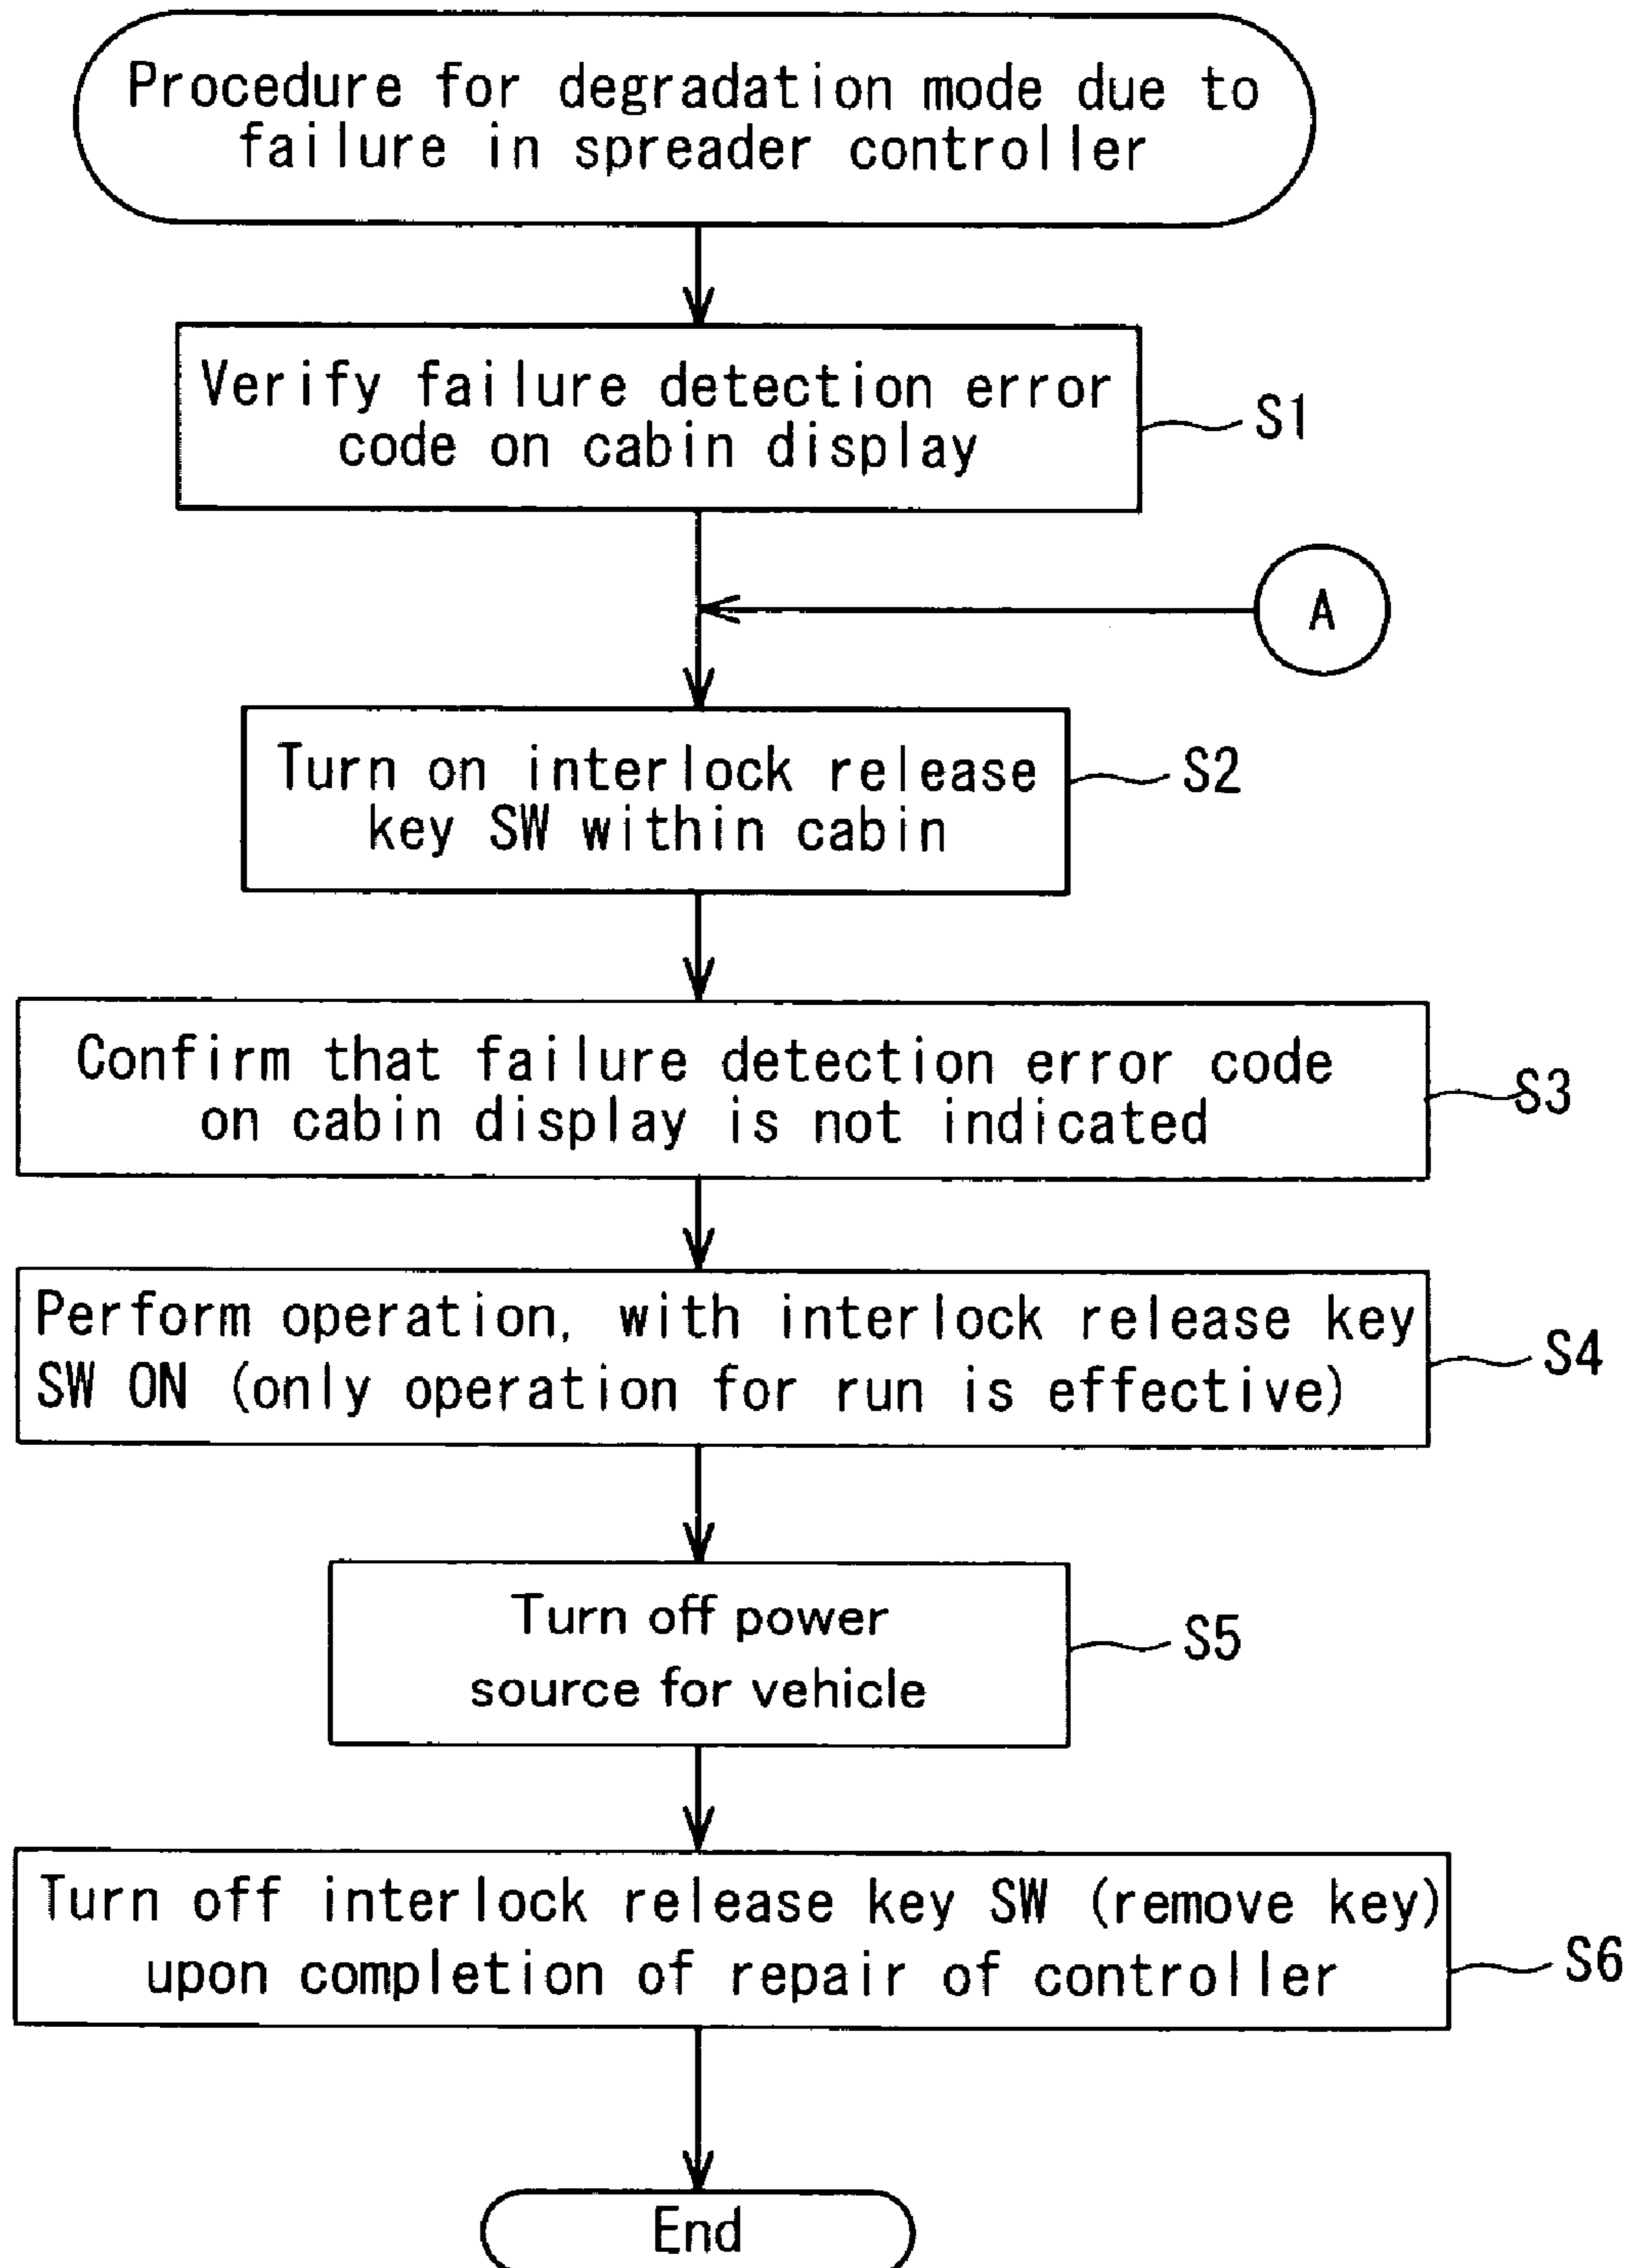 Procedure for degradation mode due to
failure in spreader controller
Verify failure detection error
code on cabin display
S1
A
Turn on interlock release
key SW within cabin
S2
Confirm that failure detection error code
on cabin display is not indicated
S3
Perform operation, with interlock release key
SW ON (only operation for run is effective)
S4
Turn off power
source for vehicle
S5
Turn off interlock release key SW (remove key)
upon completion of repair of controller
S6
End